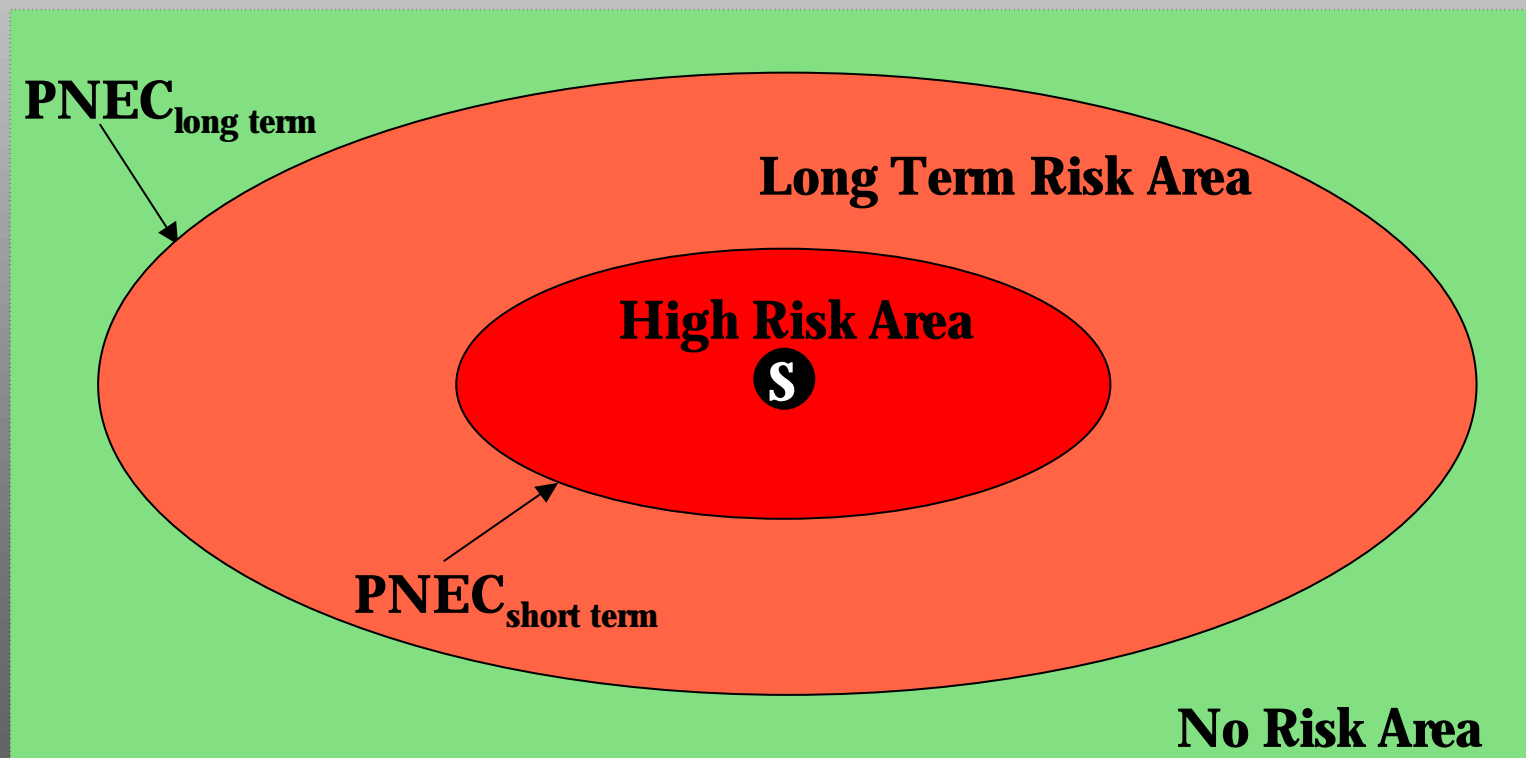 PNEClong term
Long Term Risk Area
High Risk Area
S
PNECshort term
No Risk Area